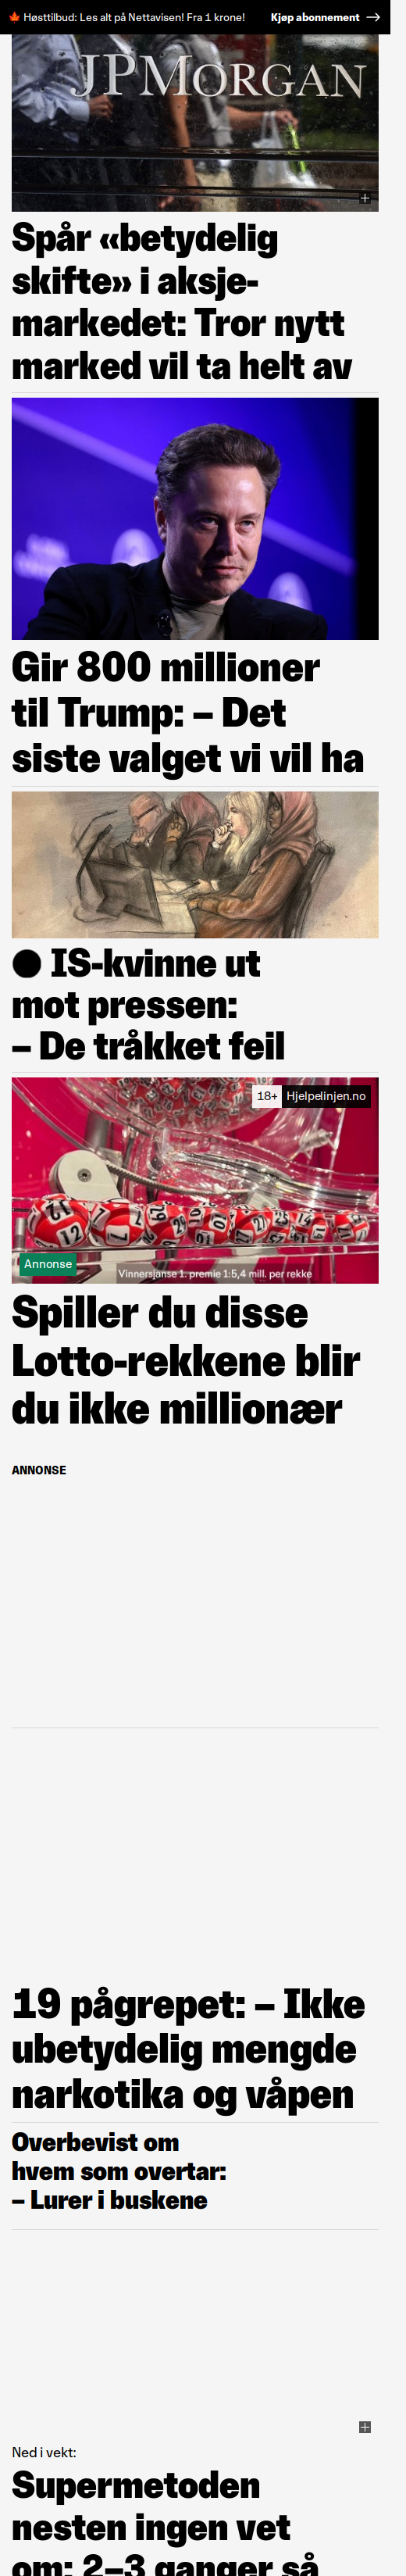 🍁 Høsttilbud: Les alt på Nettavisen! Fra 1 krone! Kjøp abonnement →
JPMORGAN
Spår «betydelig
skifte» i aksje-
markedet: Tror nytt
marked vil ta helt av
Gir 800 millioner
til Trump: – Det
siste valget vi vil ha
● IS-kvinne ut
mot pressen:
– De tråkket feil
18+ Hjelpelinjen.no
Annonse
Vinnersjanse 1. premie 1:5,4 mill. per rekke
Spiller du disse
Lotto-rekkene blir
du ikke millionær
ANNONSE
19 pågrepet: – Ikke
ubetydelig mengde
narkotika og våpen
Overbevist om
hvem som overtar:
– Lurer i buskene
Ned i vekt:
Supermetoden
nesten ingen vet
om: 2–3 ganger så